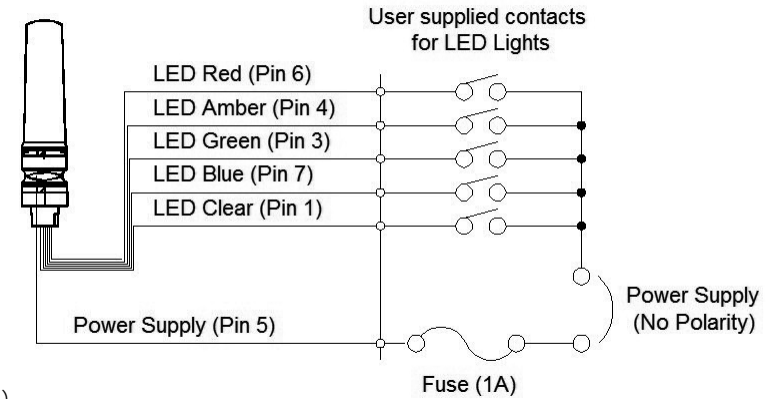 User supplied contacts
for LED Lights
LED Red (Pin 6)
LED Amber (Pin 4)
LED Green (Pin 3)
LED Blue (Pin 7)
LED Clear (Pin 1)
Power Supply
(No Polarity)
Power Supply (Pin 5)
Fuse (1A)
)